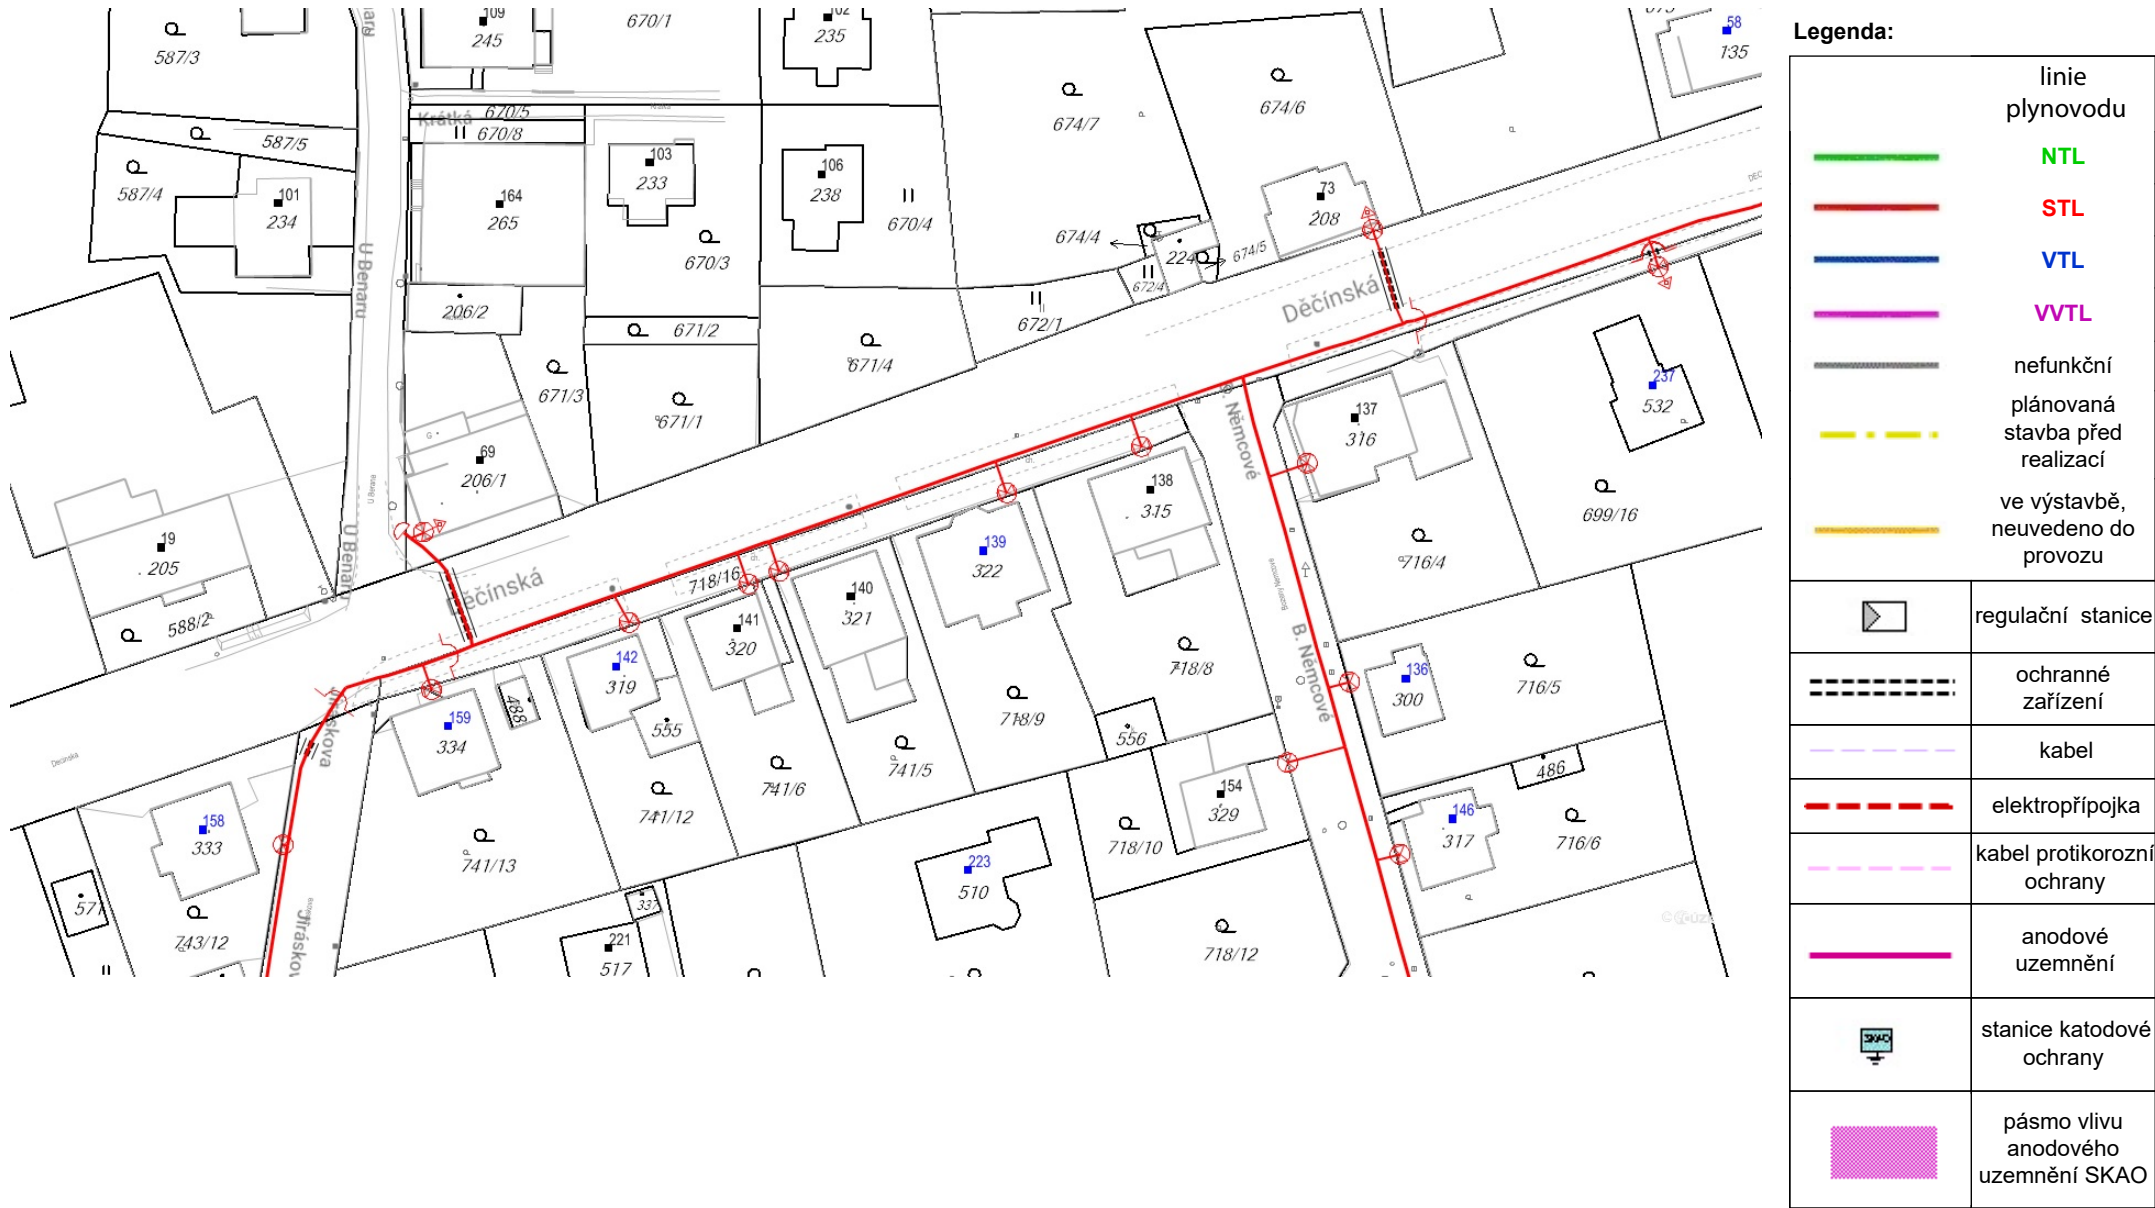 587/3
109
245
670/1
102
235
58
135
674/7
674/6
587/5
670/5
Krátká
670/8
587/4
101
234
164
265
103
233
106
238
670/4
670/3
674/4
224
674/5
672/4
73
208
Děčínská
U Benaru
206/2
671/2
671/3
671/1
671/4
672/1
237
532
69
206/1
137
316
B. Němcové
138
315
699/16
716/4
19
205
U Benaru
588/2
Děčínská
718/16
139
322
140
321
141
320
142
319
488
555
159
334
Jiráskova
718/8
718/9
556
B. Němcové
136
300
716/5
486
158
333
741/13
741/12
741/6
741/5
154
329
718/10
146
317
716/6
571
743/12
Jiráskov
337
221
517
223
510
718/12
Legenda:
linie
plynovodu
NTL
STL
VTL
VVTL
nefunkční
plánovaná
stavba před
realizací
ve výstavbě,
neuvedeno do
provozu
regulační stanice
ochranné
zařízení
kabel
elektropřípojka
kabel protikorozní
ochrany
anodové
uzemnění
SKAO
stanice katodové
ochrany
pásmo vlivu
anodového
uzemnění SKAO